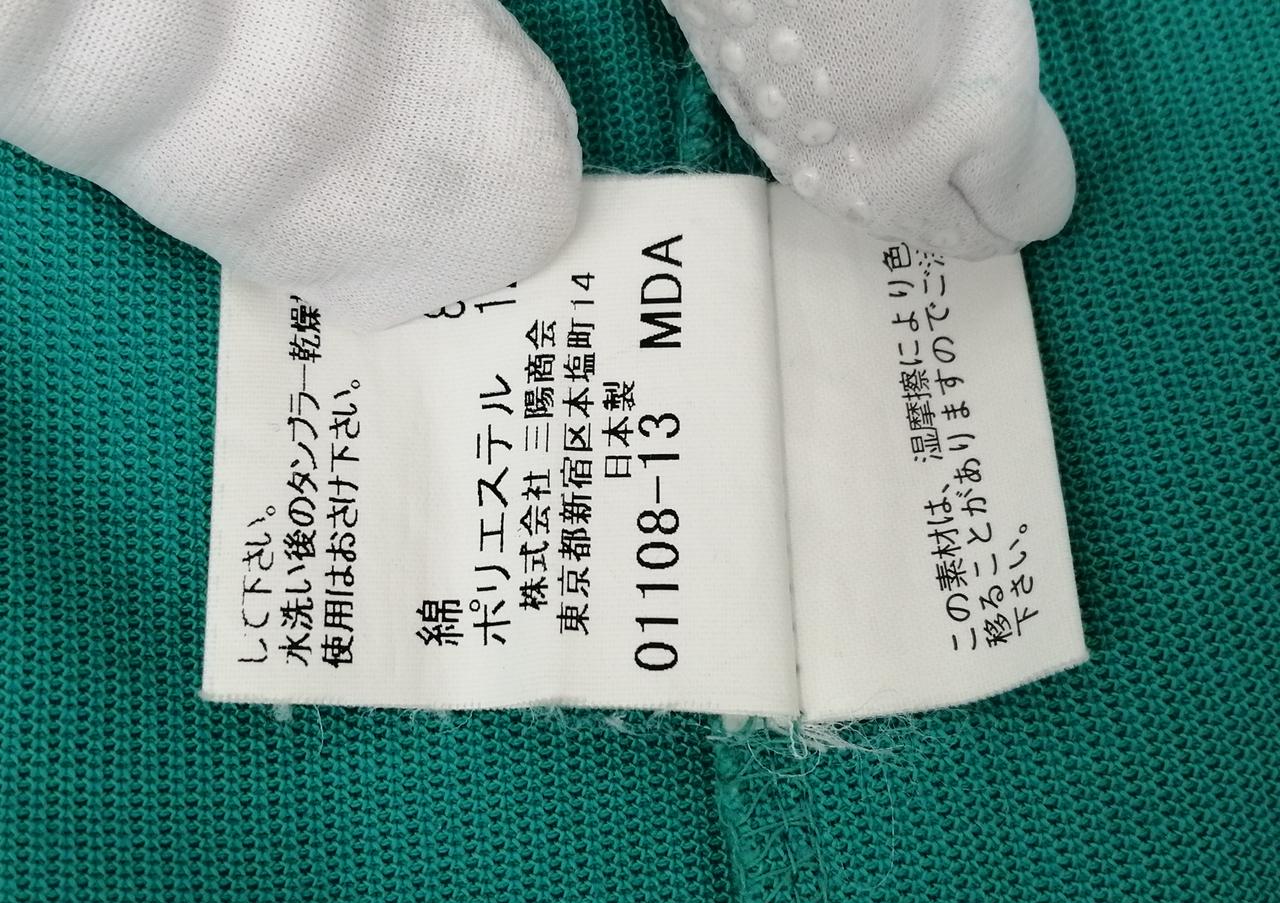 して下さい。
水洗い後のタンブラー乾燥
使用はおさけ下さい。
綿 8
ポリエステル 1
株式会社 三陽商会
東京都新宿区本塩町14
日本製
01108-13 MDA
この素材は、湿摩擦により色
移ることがありますのでご注
下さい。